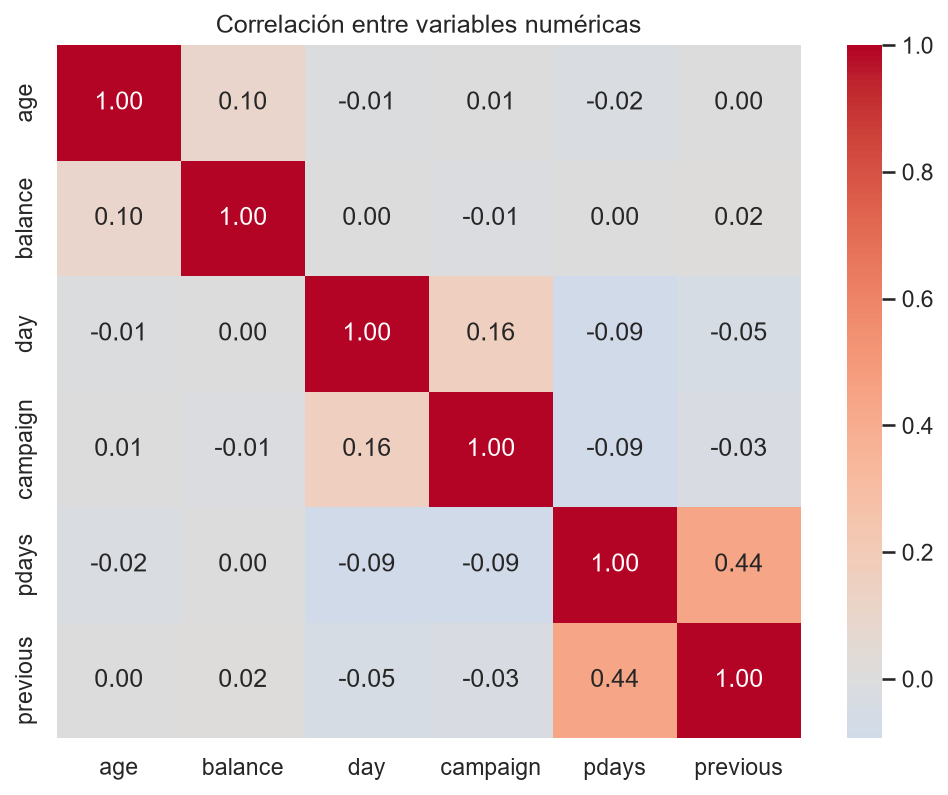 Correlación entre variables numéricas
age 1.00 0.10 -0.01 0.01 -0.02 0.00
balance 0.10 1.00 0.00 -0.01 0.00 0.02
day -0.01 0.00 1.00 0.16 -0.09 -0.05
campaign 0.01 -0.01 0.16 1.00 -0.09 -0.03
pdays -0.02 0.00 -0.09 -0.09 1.00 0.44
previous 0.00 0.02 -0.05 -0.03 0.44 1.00
age balance day campaign pdays previous
1.0
0.8
0.6
0.4
0.2
0.0